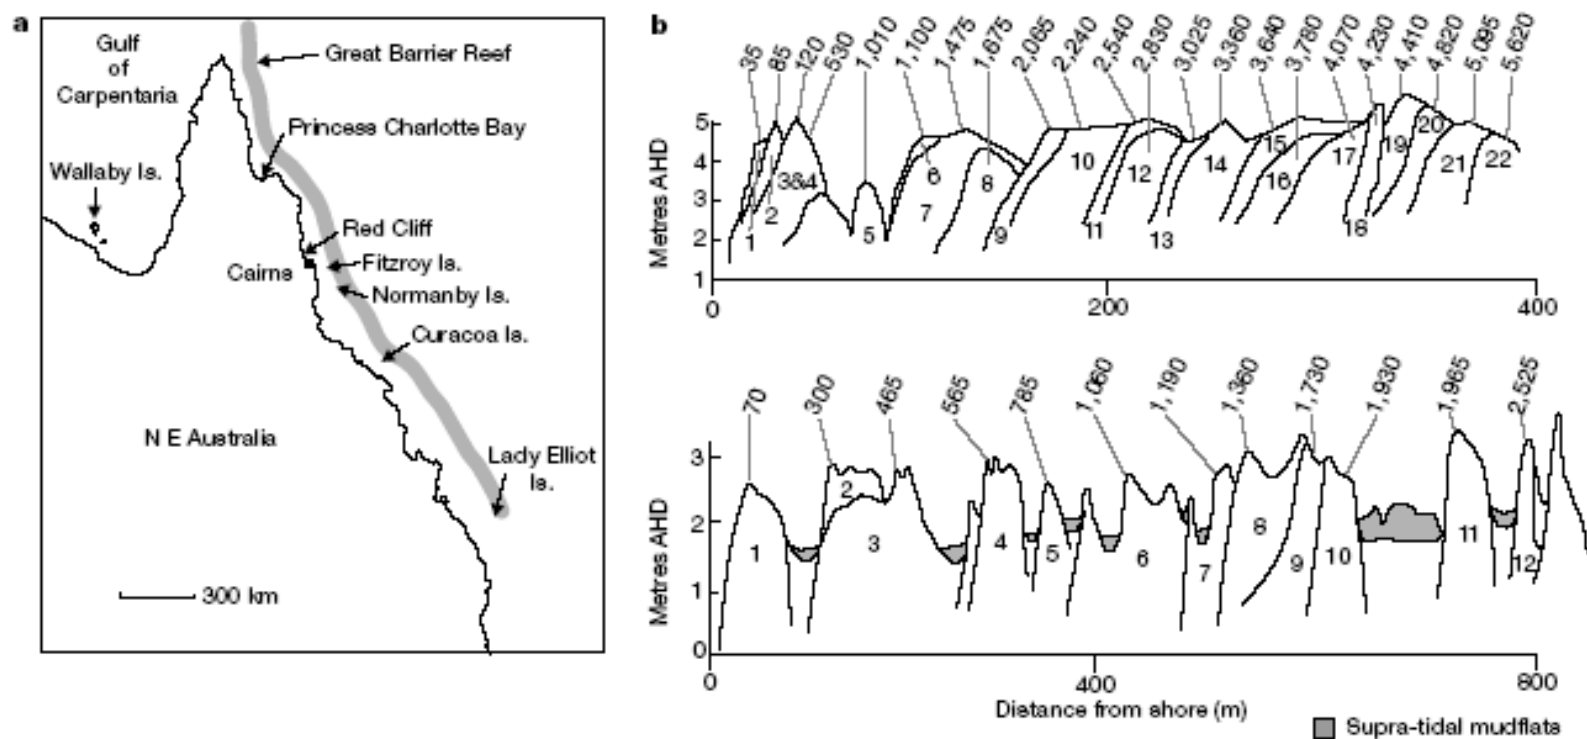 a
Gulf
of
Carpentaria
Great Barrier Reef
Princess Charlotte Bay
Wallaby Is.
Red Cliff
Cairns
Fitzroy Is.
Normanby Is.
Curacoa Is.
N E Australia
Lady Elliot
Is.
300 km
b
35 85 120 530 1,010 1,100 1,475 1,675 2,065 2,240 2,540 2,830 3,025 3,360 3,640 3,780 4,070 4,230 4,410 4,820 5,095 5,620
Metres AHD
5
4
3
2
1
1 2 3&4 5 6 7 8 9 10 11 12 13 14 15 16 17 18 19 20 21 22
0 200 400
70 300 465 565 785 1,060 1,190 1,360 1,730 1,930 1,965 2,525
Metres AHD
3
2
1
0
1 2 3 4 5 6 7 8 9 10 11 12
0 400 800
Distance from shore (m)
Supra-tidal mudflats